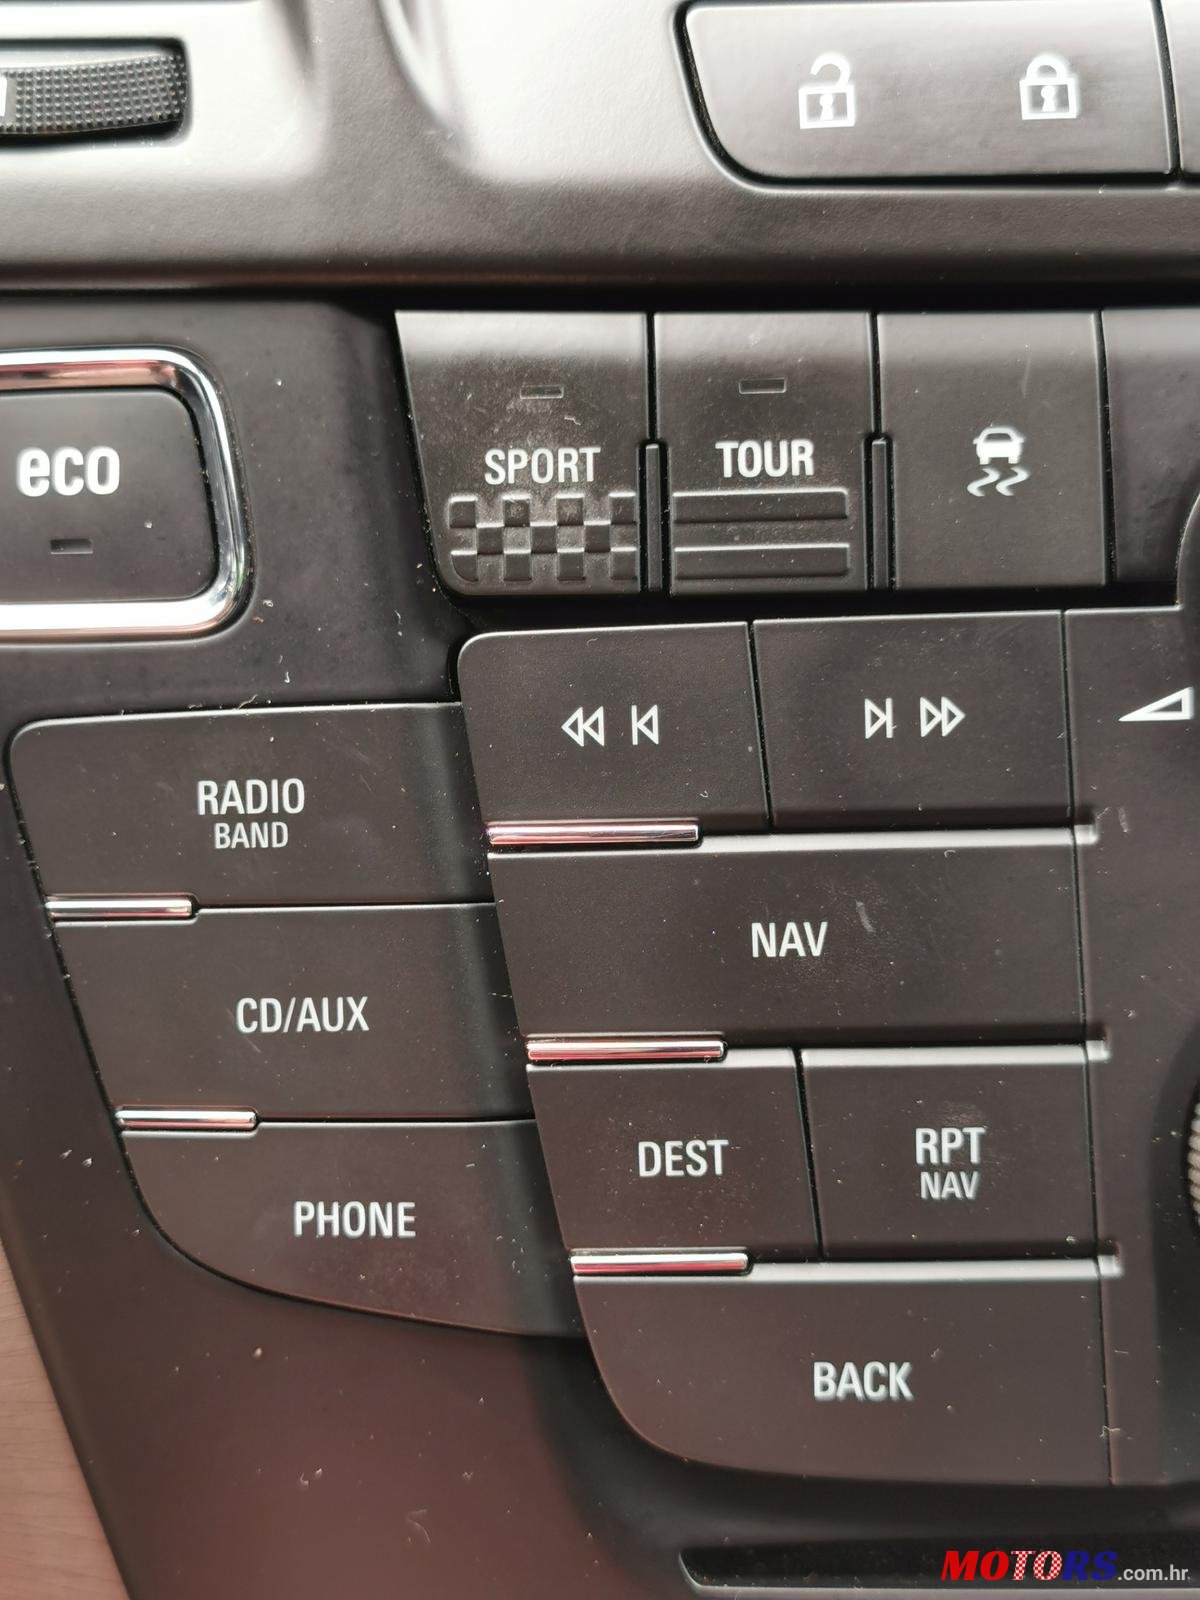 eco
SPORT
TOUR
RADIO
BAND
CD/AUX
PHONE
NAV
DEST
RPT
NAV
BACK
MOTORS.com.hr